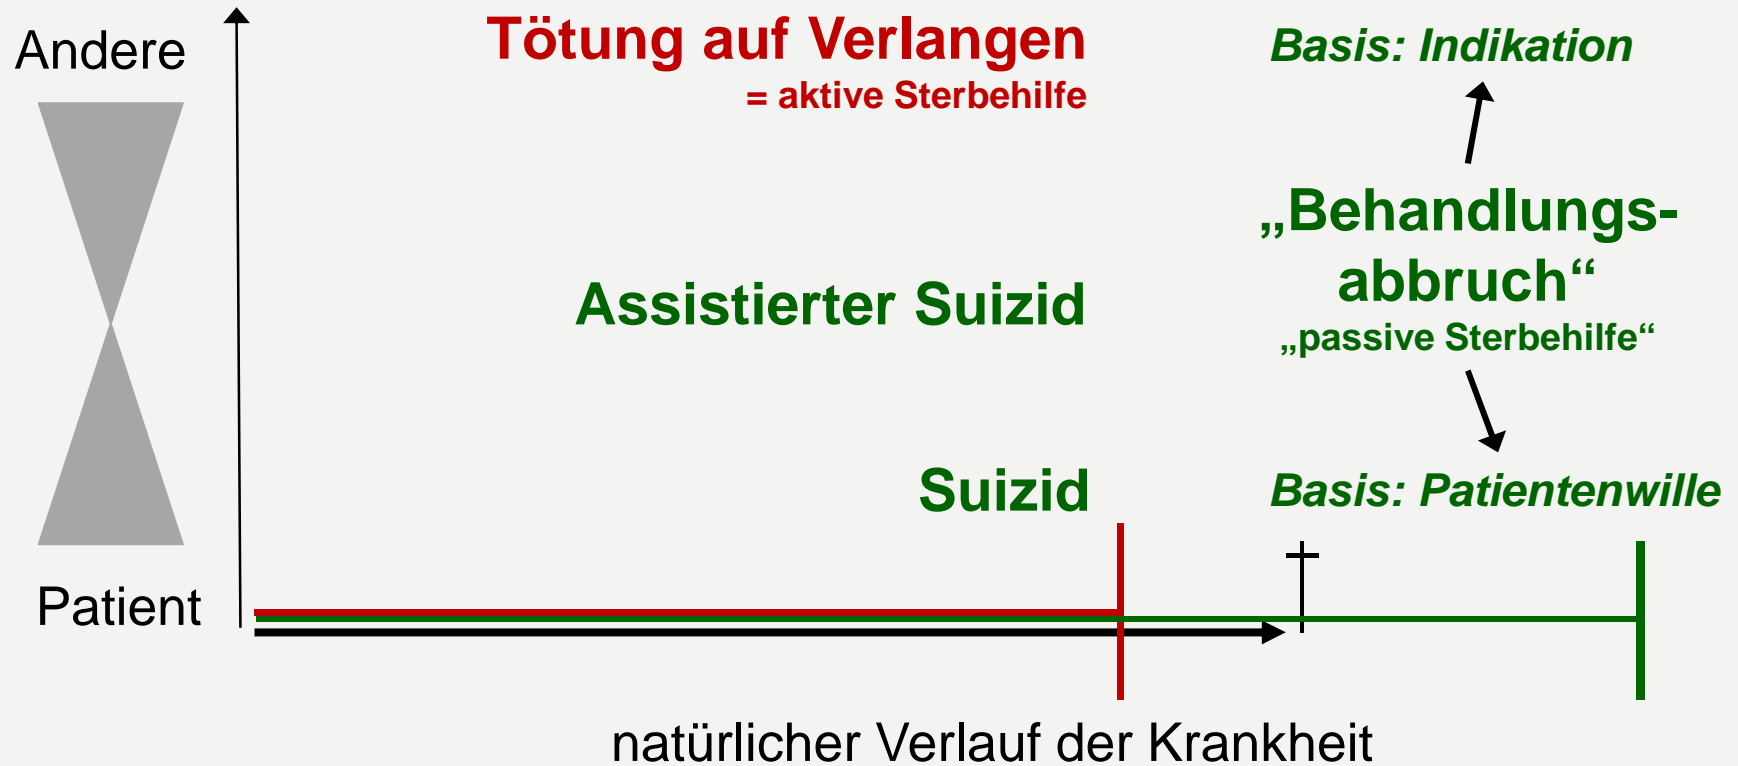 Andere
Patient
Tötung auf Verlangen
= aktive Sterbehilfe
Assistierter Suizid
Suizid
Basis: Indikation
„Behandlungs-
abbruch“
„passive Sterbehilfe“
Basis: Patientenwille
natürlicher Verlauf der Krankheit